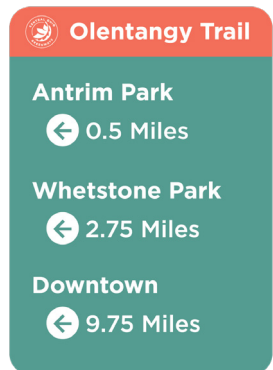 Olentangy Trail
Antrim Park
0.5 Miles
Whetstone Park
2.75 Miles
Downtown
9.75 Miles